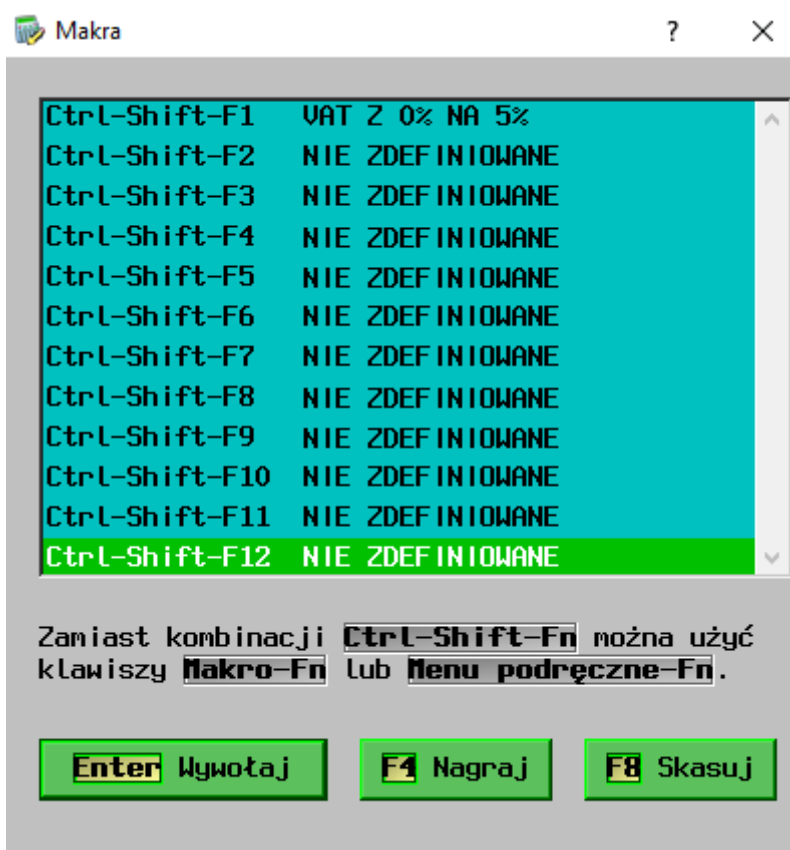 Makra
Ctrl-Shift-F1 VAT Z 0% NA 5%
Ctrl-Shift-F2 NIE ZDEFINIOWANE
Ctrl-Shift-F3 NIE ZDEFINIOWANE
Ctrl-Shift-F4 NIE ZDEFINIOWANE
Ctrl-Shift-F5 NIE ZDEFINIOWANE
Ctrl-Shift-F6 NIE ZDEFINIOWANE
Ctrl-Shift-F7 NIE ZDEFINIOWANE
Ctrl-Shift-F8 NIE ZDEFINIOWANE
Ctrl-Shift-F9 NIE ZDEFINIOWANE
Ctrl-Shift-F10 NIE ZDEFINIOWANE
Ctrl-Shift-F11 NIE ZDEFINIOWANE
Ctrl-Shift-F12 NIE ZDEFINIOWANE
Zamiast kombinacji Ctrl-Shift-Fn można użyć
klawiszy Makro-Fn lub Menu podręczne-Fn.
Enter Wywołaj F4 Nagraj F8 Skasuj